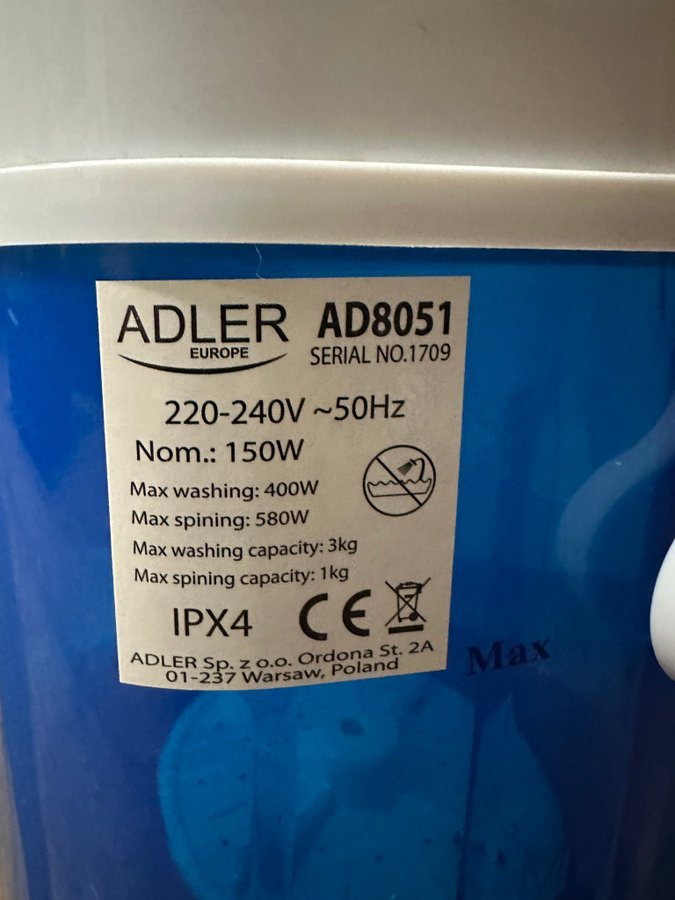 ADLER AD8051
EUROPE SERIAL NO.1709
220-240V ~50Hz
Nom.: 150W
Max washing: 400W
Max spining: 580W
Max washing capacity: 3kg
Max spining capacity: 1kg
IPX4 CE
ADLER Sp. z o.o. Ordona St. 2A
01-237 Warsaw, Poland
Max